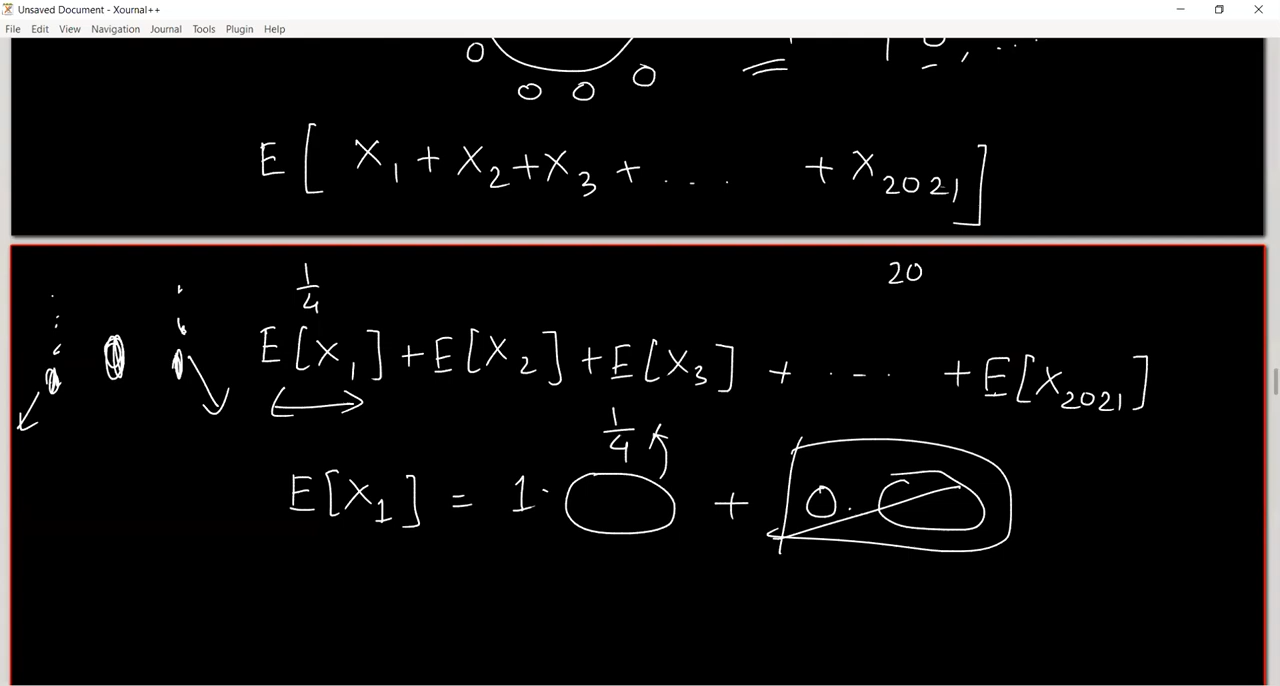 Unsaved Document - Xournal++
File Edit View Navigation Journal Tools Plugin Help
E[ X₁ + X₂ + X₃ + .... + X₂₀₂₁]
1/4 20
E[X₁] + E[X₂] + E[X₃] + ... + E[X₂₀₂₁]
1/4
E[X₁] = 1· + 0·